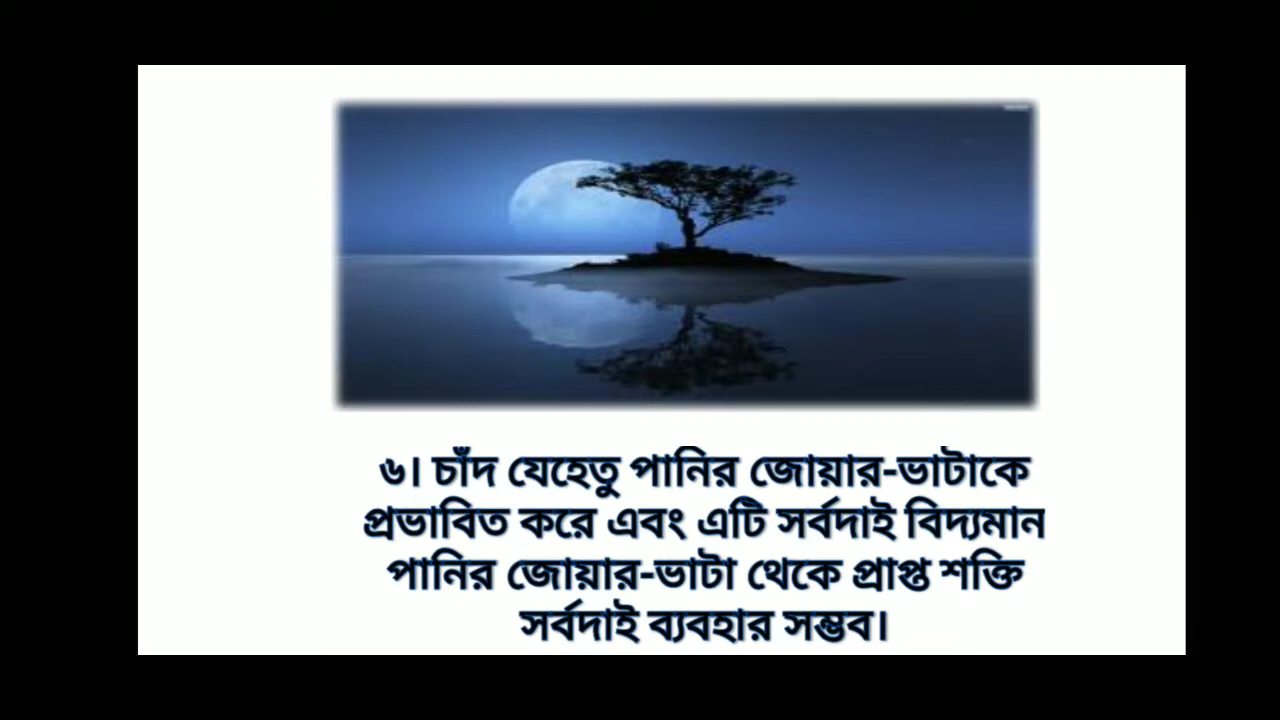 ৬। চাঁদ যেহেতু পানির জোয়ার-ভাটাকে
প্রভাবিত করে এবং এটি সর্বদাই বিদ্যমান
পানির জোয়ার-ভাটা থেকে প্রাপ্ত শক্তি
সর্বদাই ব্যবহার সম্ভব।